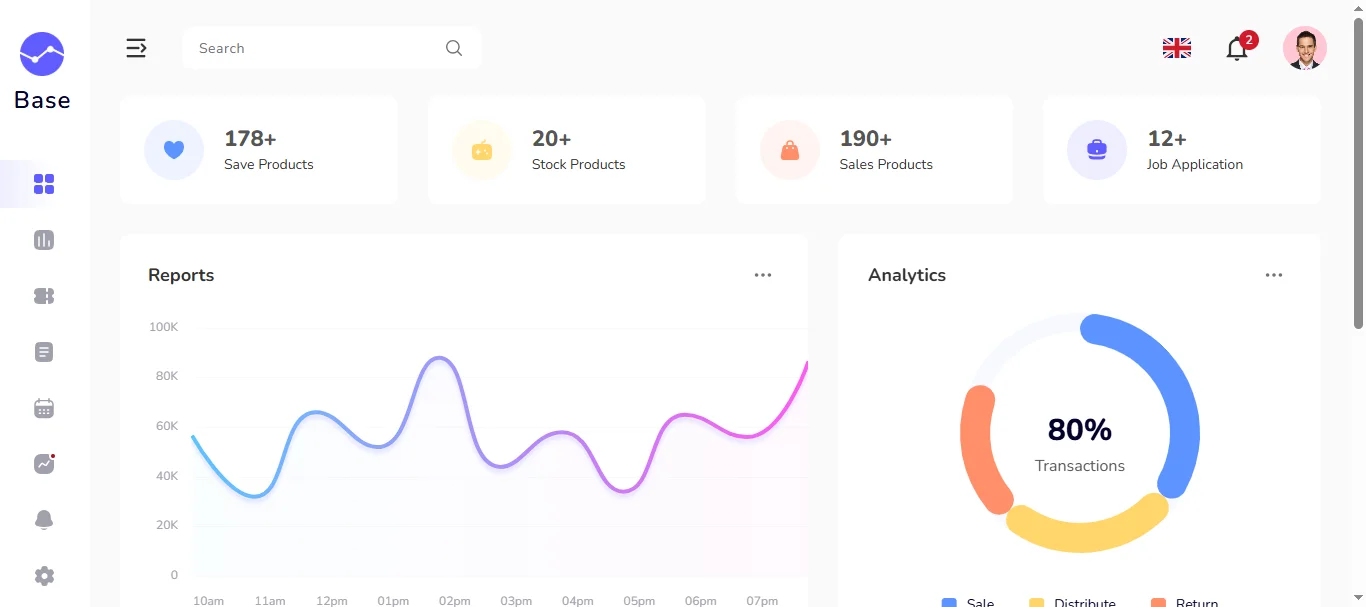 Base
Search
2
178+
Save Products
20+
Stock Products
190+
Sales Products
12+
Job Application
Reports
100K
80K
60K
40K
20K
0
10am 11am 12pm 01pm 02pm 03pm 04pm 05pm 06pm 07pm
Analytics
80%
Transactions
Sale Distribute Return